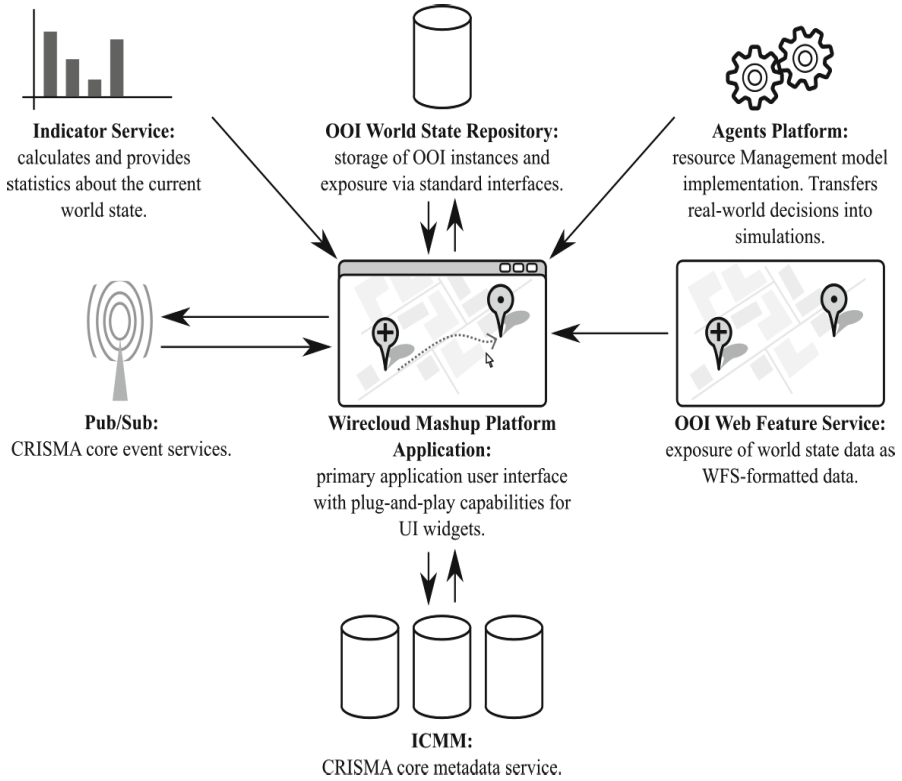 Indicator Service:
calculates and provides
statistics about the current
world state.
OOI World State Repository:
storage of OOI instances and
exposure via standard interfaces.
Agents Platform:
resource Management model
implementation. Transfers
real-world decisions into
simulations.
Pub/Sub:
CRISMA core event services.
Wirecloud Mashup Platform
Application:
primary application user interface
with plug-and-play capabilities for
UI widgets.
OOI Web Feature Service:
exposure of world state data as
WFS-formatted data.
ICMM:
CRISMA core metadata service.